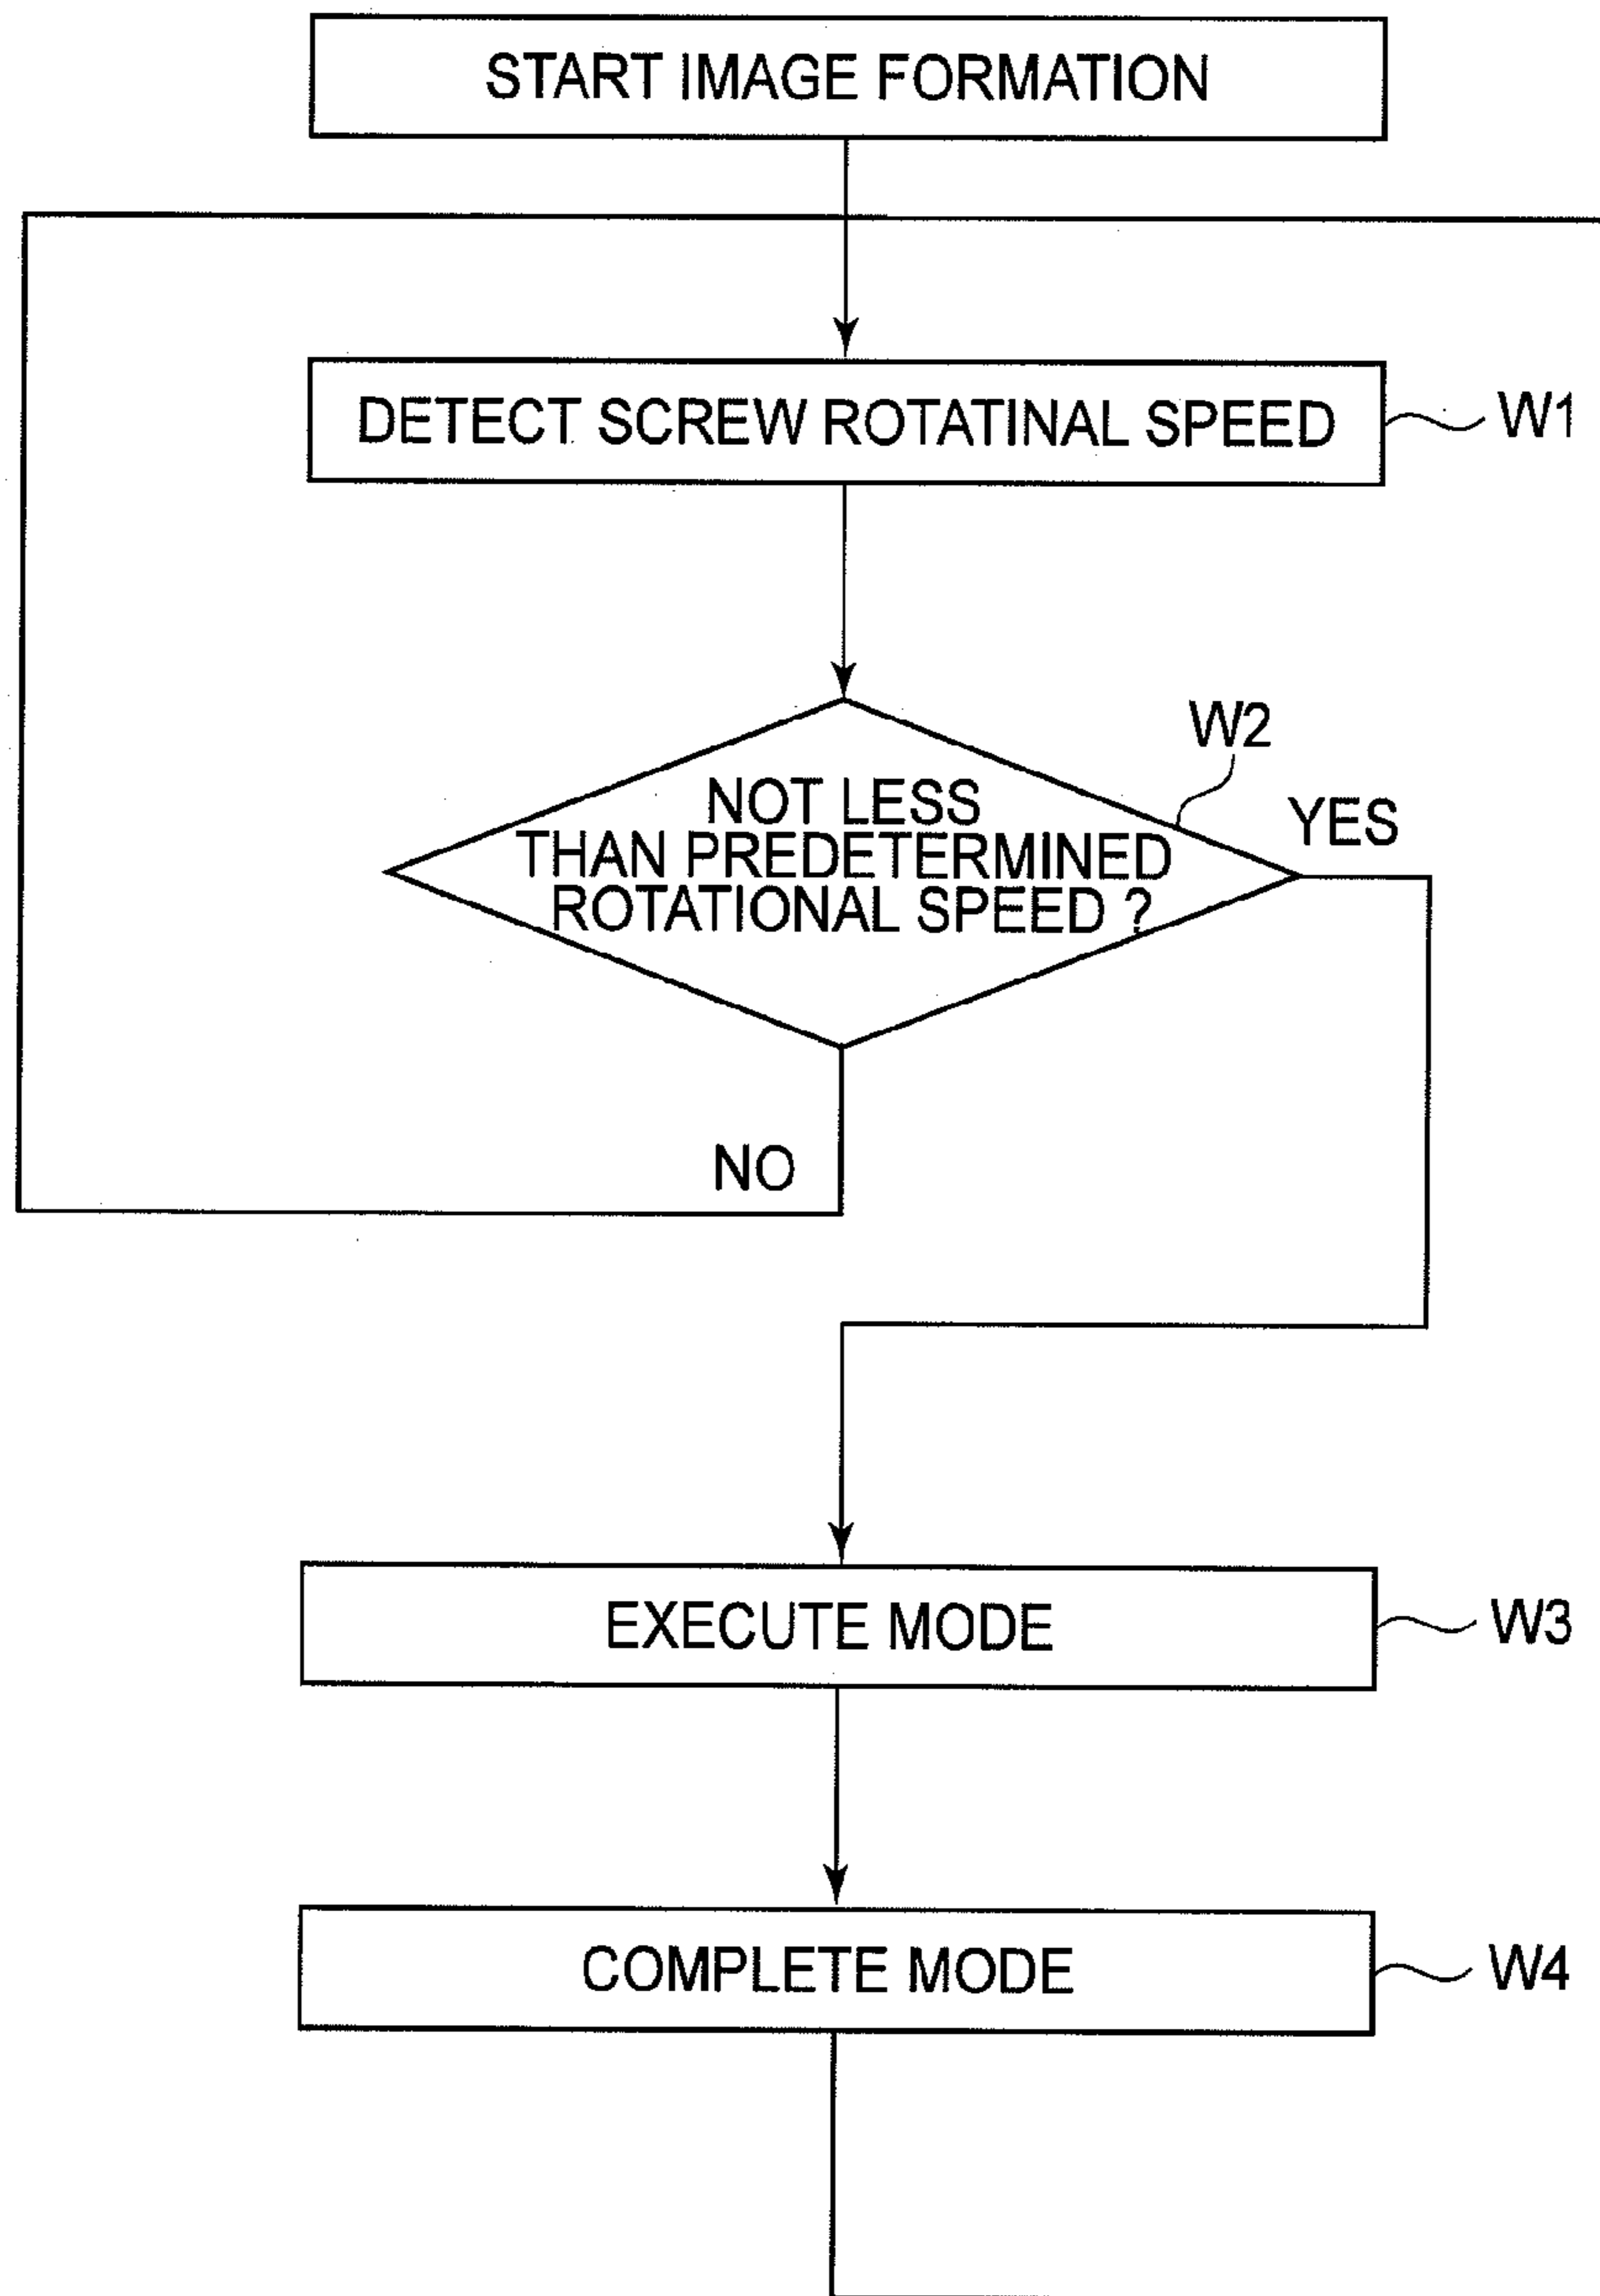 START IMAGE FORMATION
DETECT SCREW ROTATINAL SPEED
W1
W2
NOT LESS
THAN PREDETERMINED
ROTATIONAL SPEED ?
YES
NO
EXECUTE MODE
W3
COMPLETE MODE
W4